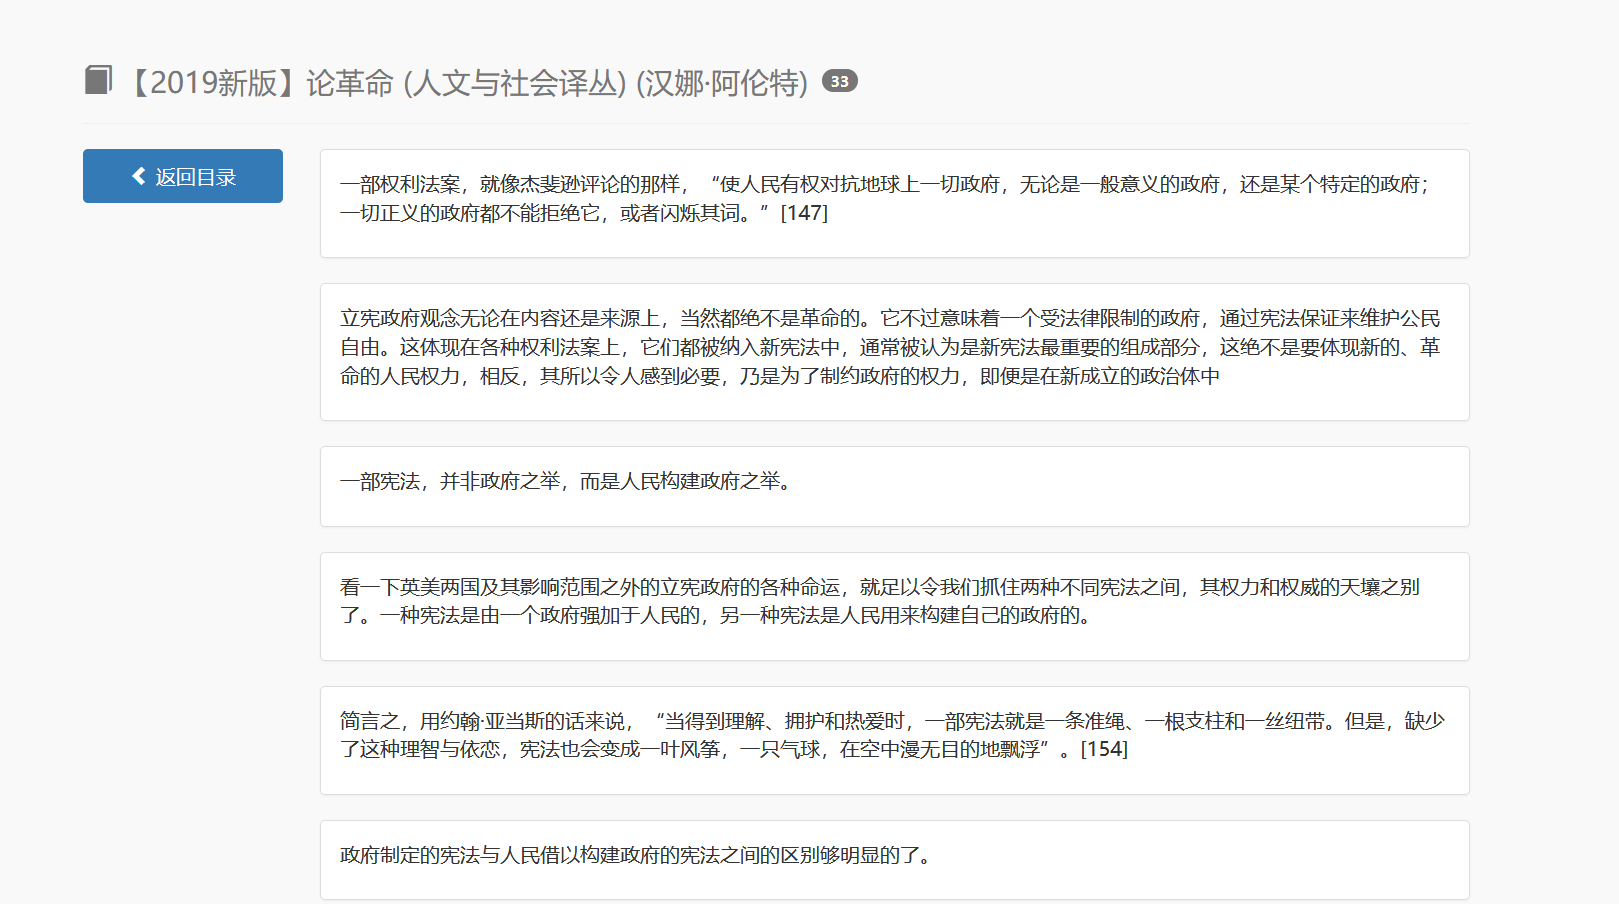 【2019新版】论革命 (人文与社会译丛) (汉娜·阿伦特) 33
返回目录
一部权利法案，就像杰斐逊评论的那样，“使人民有权对抗地球上一切政府，无论是一般意义的政府，还是某个特定的政府；
一切正义的政府都不能拒绝它，或者闪烁其词。”[147]
立宪政府观念无论在内容还是来源上，当然都绝不是革命的。它不过意味着一个受法律限制的政府，通过宪法保证来维护公民
自由。这体现在各种权利法案上，它们都被纳入新宪法中，通常被认为是新宪法最重要的组成部分，这绝不是要体现新的、革
命的人民权力，相反，其所以令人感到必要，乃是为了制约政府的权力，即便是在新成立的政治体中
一部宪法，并非政府之举，而是人民构建政府之举。
看一下英美两国及其影响范围之外的立宪政府的各种命运，就足以令我们抓住两种不同宪法之间，其权力和权威的天壤之别
了。一种宪法是由一个政府强加于人民的，另一种宪法是人民用来构建自己的政府的。
简言之，用约翰·亚当斯的话来说，“当得到理解、拥护和热爱时，一部宪法就是一条准绳、一根支柱和一丝纽带。但是，缺少
了这种理智与依恋，宪法也会变成一叶风筝，一只气球，在空中漫无目的地飘浮”。[154]
政府制定的宪法与人民借以构建政府的宪法之间的区别够明显的了。